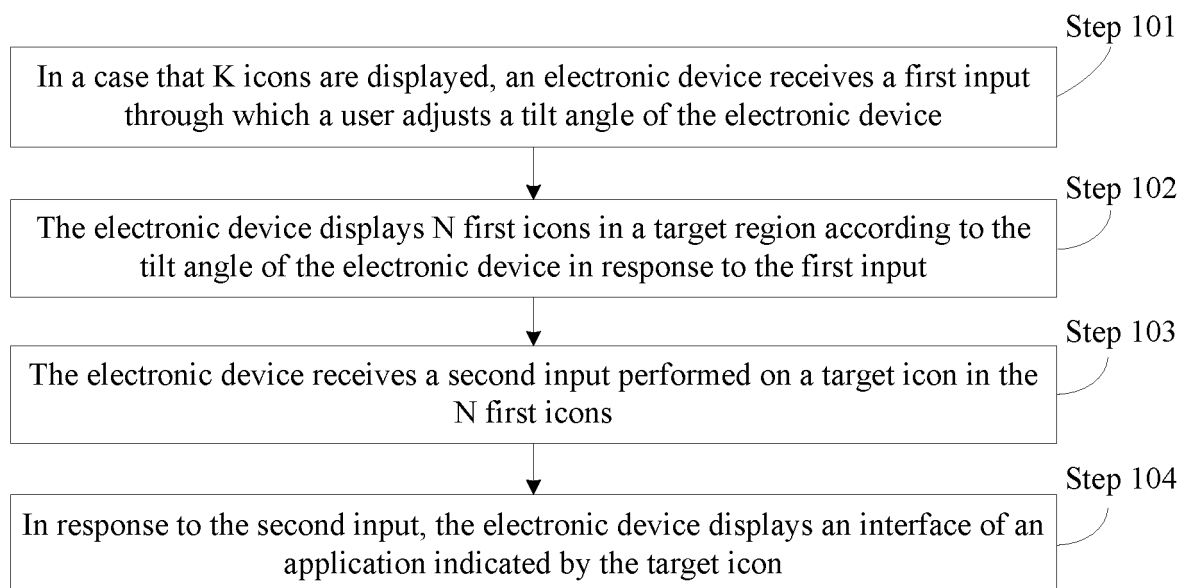 Step 101
In a case that K icons are displayed, an electronic device receives a first input
through which a user adjusts a tilt angle of the electronic device
Step 102
The electronic device displays N first icons in a target region according to the
tilt angle of the electronic device in response to the first input
Step 103
The electronic device receives a second input performed on a target icon in the
N first icons
Step 104
In response to the second input, the electronic device displays an interface of an
application indicated by the target icon